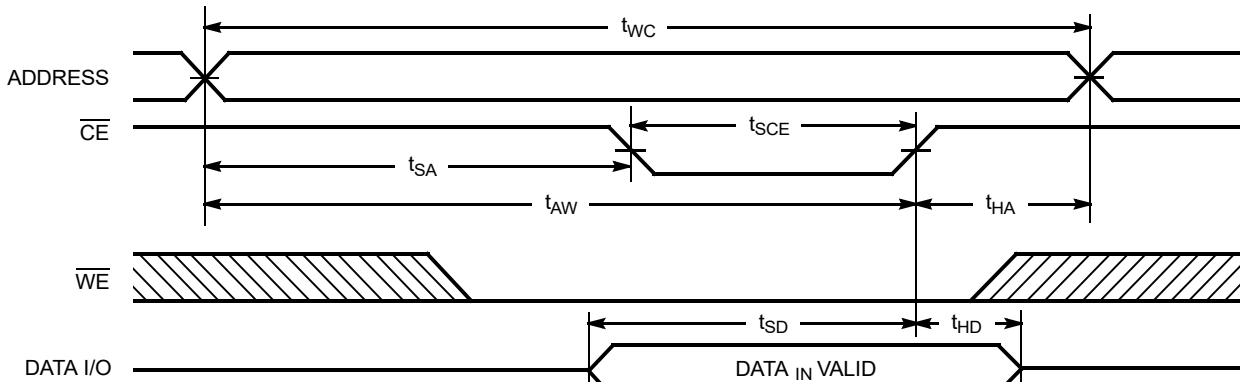 tWC
ADDRESS
CE
tSCE
tSA
tAW
tHA
WE
tSD
tHD
DATA I/O
DATA IN VALID